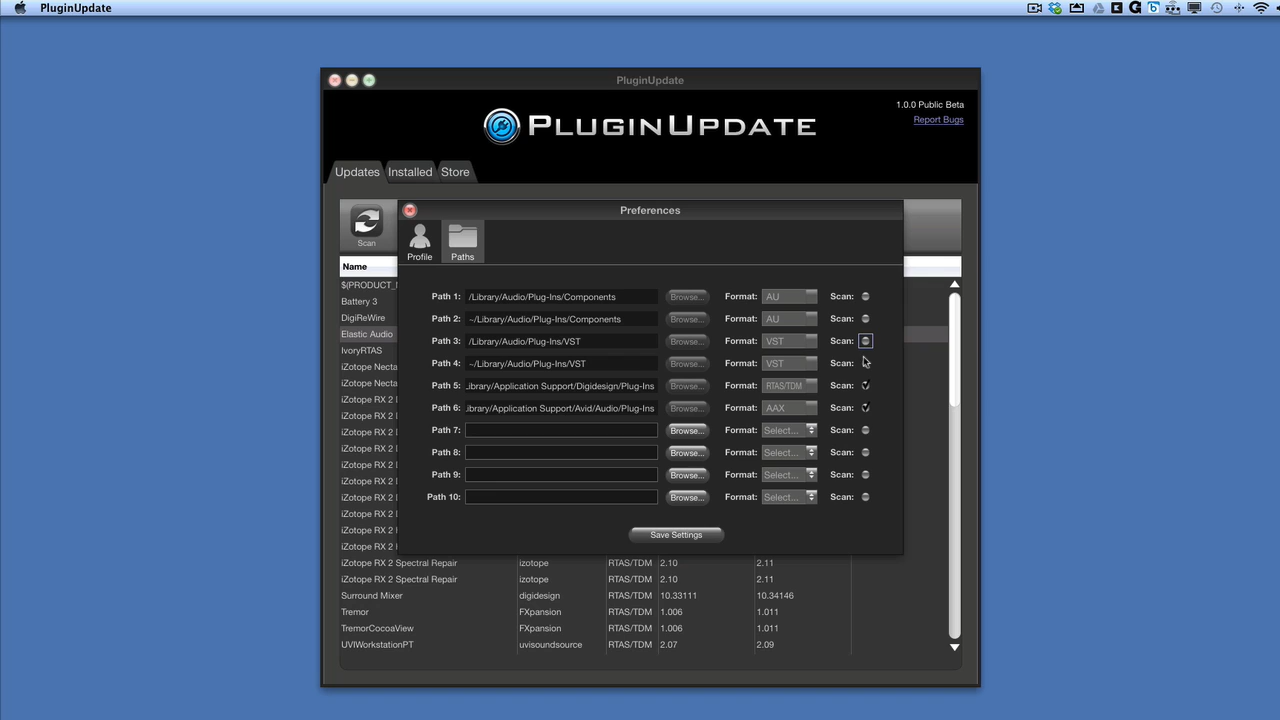 PluginUpdate
PluginUpdate
1.0.0 Public Beta
PLUGINUPDATE
Report Bugs
Updates Installed Store
Preferences
Scan
Profile Paths
Name
$(PRODUCT_
Battery 3
DigiReWire
Elastic Audio
IvoryRTAS
iZotope Necta
iZotope Necta
iZotope RX 2
iZotope RX 2
iZotope RX 2
iZotope RX 2
iZotope RX 2
iZotope RX 2
iZotope RX 2
iZotope RX 2
iZotope RX 2
iZotope RX 2
Path 1: /Library/Audio/Plug-Ins/Components Browse... Format: AU Scan:
Path 2: ~/Library/Audio/Plug-Ins/Components Browse... Format: AU Scan:
Path 3: /Library/Audio/Plug-Ins/VST Browse... Format: VST Scan:
Path 4: ~/Library/Audio/Plug-Ins/VST Browse... Format: VST Scan:
Path 5: Library/Application Support/Digidesign/Plug-Ins Browse... Format: RTAS/TDM Scan:
Path 6: Library/Application Support/Avid/Audio/Plug-Ins Browse... Format: AAX Scan:
Path 7: Browse... Format: Select... Scan:
Path 8: Browse... Format: Select... Scan:
Path 9: Browse... Format: Select... Scan:
Path 10: Browse... Format: Select... Scan:
Save Settings
iZotope RX 2 Spectral Repair izotope RTAS/TDM 2.10 2.11
iZotope RX 2 Spectral Repair izotope RTAS/TDM 2.10 2.11
Surround Mixer digidesign RTAS/TDM 10.33111 10.34146
Tremor FXpansion RTAS/TDM 1.006 1.011
TremorCocoaView FXpansion RTAS/TDM 1.006 1.011
UVIWorkstationPT uvisoundsource RTAS/TDM 2.07 2.09